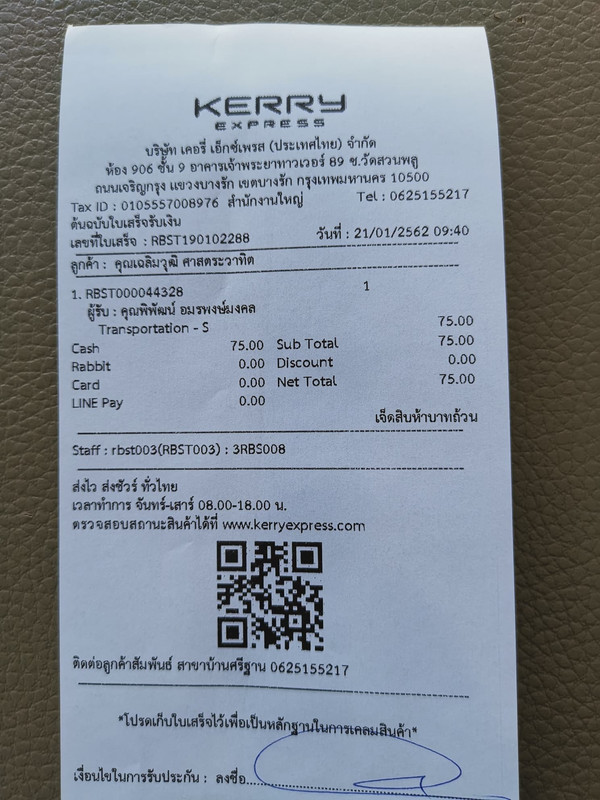 KERRY
EXPRESS
บริษัท เคอรี่ เอ็กซ์เพรส (ประเทศไทย) จำกัด
ห้อง 906 ชั้น 9 อาคารเจ้าพระยาทาวเวอร์ 89 ซ.วัดสวนพลู
ถนนเจริญกรุง แขวงบางรัก เขตบางรัก กรุงเทพมหานคร 10500
Tax ID : 0105557008976 สำนักงานใหญ่ Tel : 0625155217
ต้นฉบับใบเสร็จรับเงิน
เลขที่ใบเสร็จ : RBST190102288 วันที่ : 21/01/2562 09:40
ลูกค้า : คุณเฉลิมวุฒิ ศาสตระวาทิต
1. RBST000044328 1
ผู้รับ : คุณพิพัฒน์ อมรพงษ์มงคล
Transportation - S 75.00
Cash 75.00 Sub Total 75.00
Rabbit 0.00 Discount 0.00
Card 0.00 Net Total 75.00
LINE Pay 0.00
เจ็ดสิบห้าบาทถ้วน
Staff : rbst003(RBST003) : 3RBS008
ส่งไว ส่งชัวร์ ทั่วไทย
เวลาทำการ จันทร์-เสาร์ 08.00-18.00 น.
ตรวจสอบสถานะสินค้าได้ที่ www.kerryexpress.com
ติดต่อลูกค้าสัมพันธ์ สาขาบ้านศรีฐาน 0625155217
*โปรดเก็บใบเสร็จไว้เพื่อเป็นหลักฐานในการเคลมสินค้า*
เงื่อนไขในการรับประกัน : ลงชื่อ